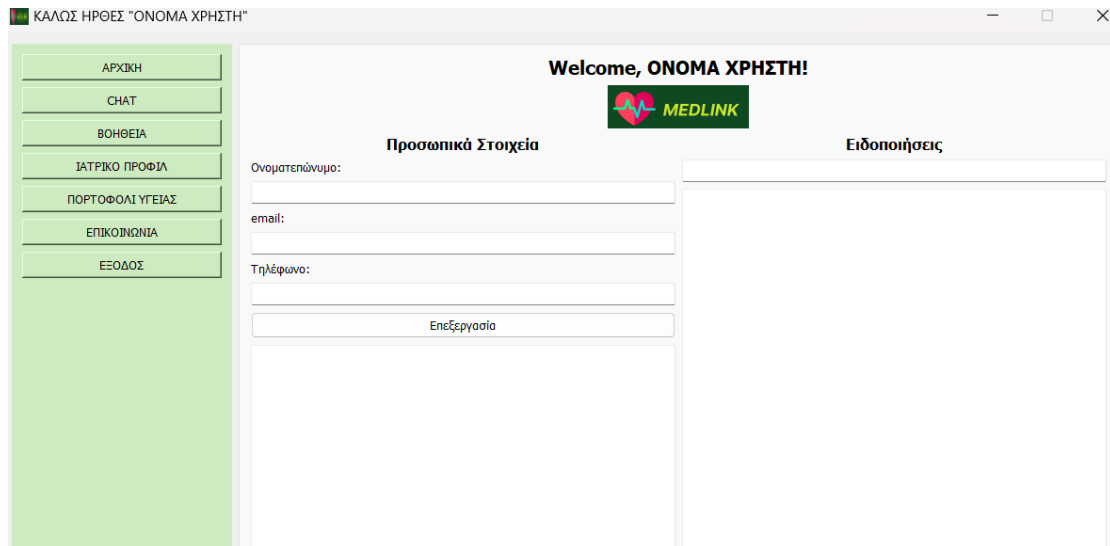 ΚΑΛΩΣ ΗΡΘΕΣ "ΟΝΟΜΑ ΧΡΗΣΤΗ"
ΑΡΧΙΚΗ
CHAT
ΒΟΗΘΕΙΑ
ΙΑΤΡΙΚΟ ΠΡΟΦΙΛ
ΠΟΡΤΟΦΟΛΙ ΥΓΕΙΑΣ
ΕΠΙΚΟΙΝΩΝΙΑ
ΕΞΟΔΟΣ
Welcome, ΟΝΟΜΑ ΧΡΗΣΤΗ!
MEDLINK
Προσωπικά Στοιχεία
Ονοματεπώνυμο:
email:
Τηλέφωνο:
Επεξεργασία
Ειδοποιήσεις